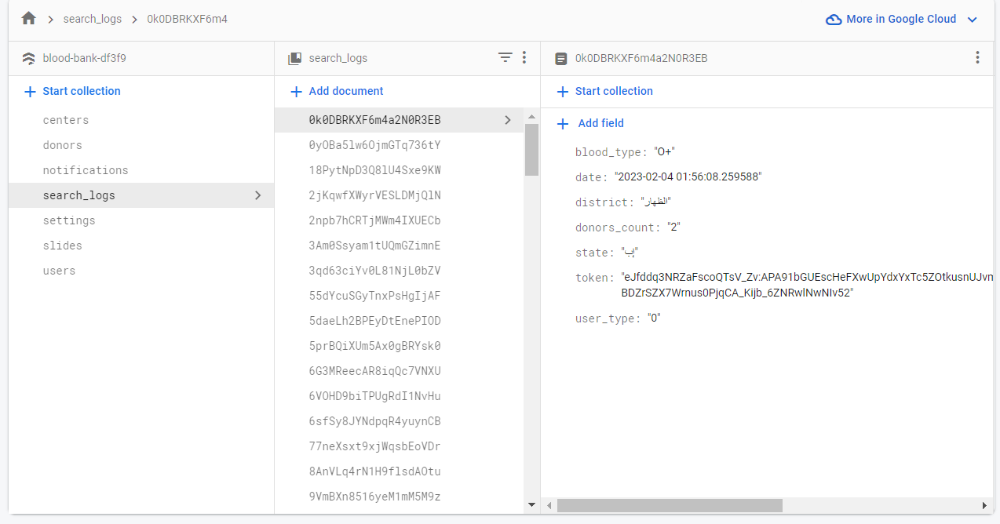 search_logs
0k0DBRKXF6m4
More in Google Cloud
blood-bank-df3f9
Start collection
centers
donors
notifications
search_logs
settings
slides
users
search_logs
Add document
0k0DBRKXF6m4a2N0R3EB
0yOBa5lw6OjmGTq736tY
18PytNpD3Q8lU4Sxe9KW
2jKqwfXWyrVESLDMjQlN
2npb7hCRTjMWm4IXUECb
3Am0Ssyam1tUQmGZimnE
3qd63ciYv0L81NjL0bZV
55dYcuSGyTnxPsHgIjAF
5daeLh2BPEyDtEnePIOD
5prBQiXUm5Ax0gBRYsk0
6G3MReecAR8iqQc7VNXU
6VOHD9biTPUgRdI1NvHu
6sfSy8JYNdpqR4yuynCB
77neXsxt9xjWqsbEoVDr
8AnVLq4rN1H9flsdAOtu
9VmBXn8516yeM1mM5M9z
0k0DBRKXF6m4a2N0R3EB
Start collection
Add field
blood_type: "O+"
date: "2023-02-04 01:56:08.259588"
district: "الظهار"
donors_count: "2"
state: "إب"
token: "eJfddq3NRZaFscoQTsV_Zv:APA91bGUEscHeFXwUpYdxYxTc5ZOtkusnUJvm
BDZrSZX7Wrnus0PjqCA_Kijb_6ZNRwlNwNIv52"
user_type: "0"